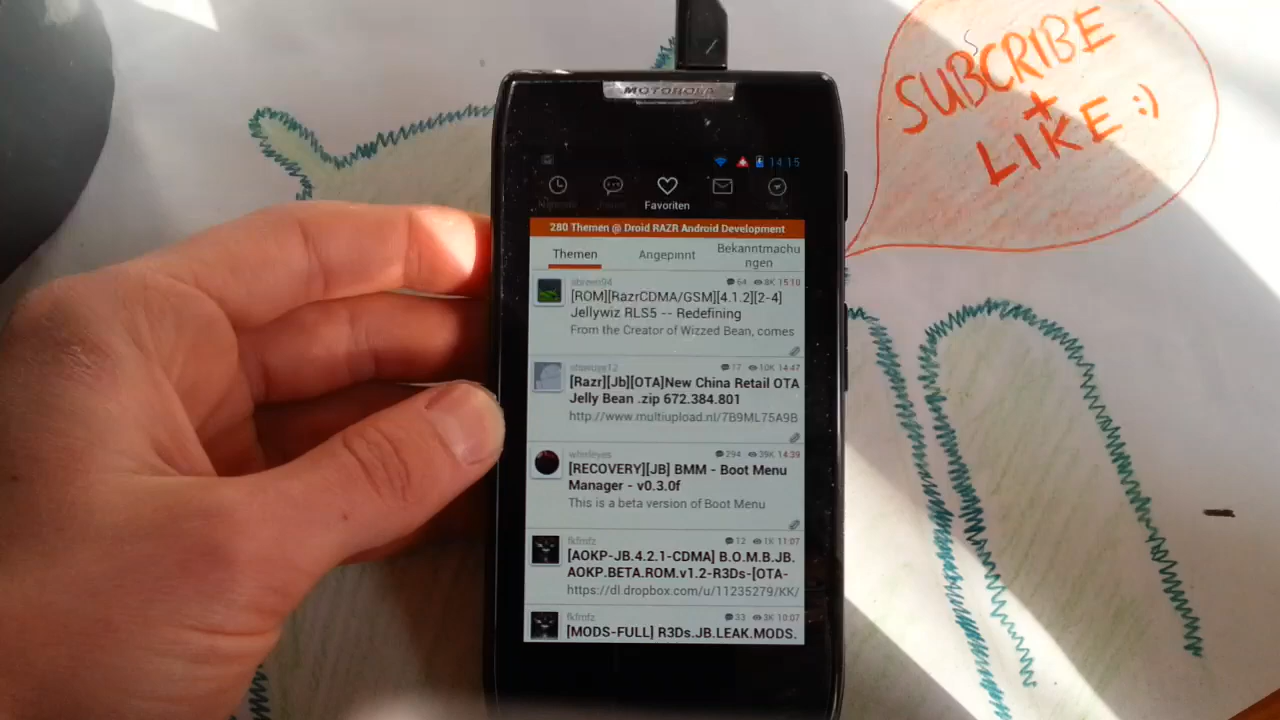 SUBCRIBE
S
+
LIKE :)
MOTOROLA
14:15
Favoriten
280 Themen @ Droid RAZR Android Development
Themen
Angepinnt
Bekanntmachu
ngen
64 8K 15:10
[ROM][RazrCDMA/GSM][4.1.2][2-4]
Jellywiz RLS5 -- Redefining
From the Creator of Wizzed Bean, comes
17 10K 14:47
[Razr][Jb][OTA]New China Retail OTA
Jelly Bean .zip 672.384.801
http://www.multiupload.nl/7B9ML75A9B
whirleyes
294 39K 14:39
[RECOVERY][JB] BMM - Boot Menu
Manager - v0.3.0f
This is a beta version of Boot Menu
fkfmfz
12 1K 11:07
[AOKP-JB.4.2.1-CDMA] B.O.M.B.JB.
AOKP.BETA.ROM.v1.2-R3Ds-[OTA-
https://dl.dropbox.com/u/11235279/KK/
fkfmfz
33 3K 10:07
[MODS-FULL] R3Ds.JB.LEAK.MODS.